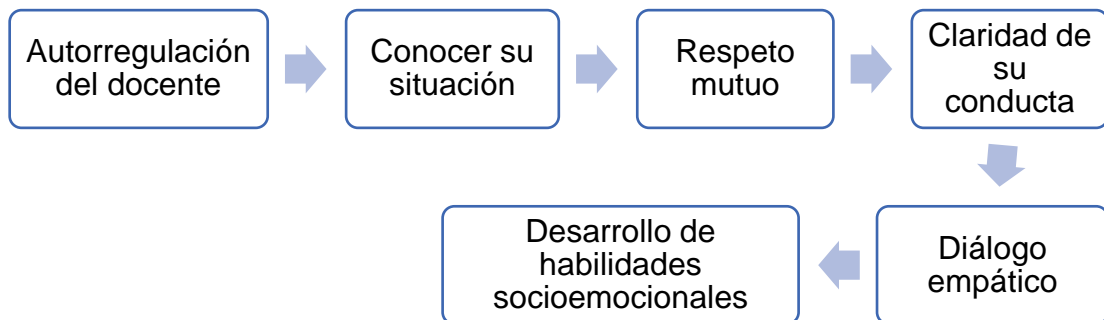 Autorregulación
del docente
Conocer su
situación
Respeto
mutuo
Claridad de
su
conducta
Diálogo
empático
Desarrollo de
habilidades
socioemocionales